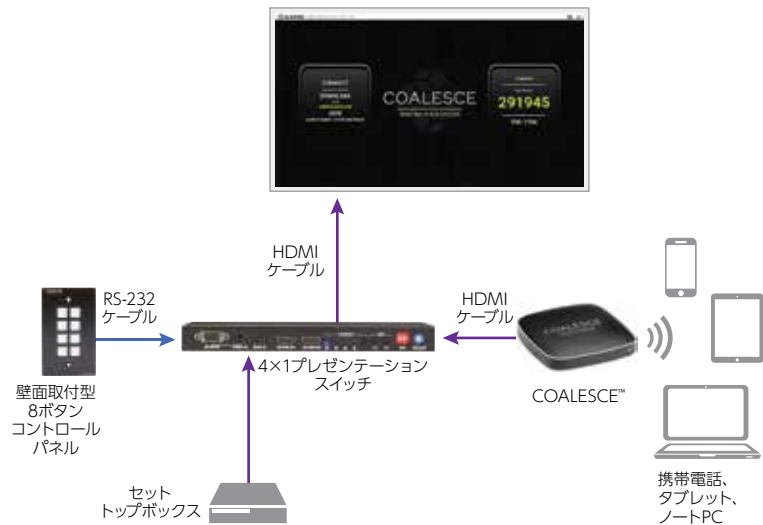 COALESCE
291945
HDMI
ケーブル
RS-232
ケーブル
HDMI
ケーブル
COALESCE
4×1プレゼンテーション
スイッチ
COALESCE™
壁面取付型
8ボタン
コントロール
パネル
セット
トップボックス
携帯電話、
タブレット、
ノートPC